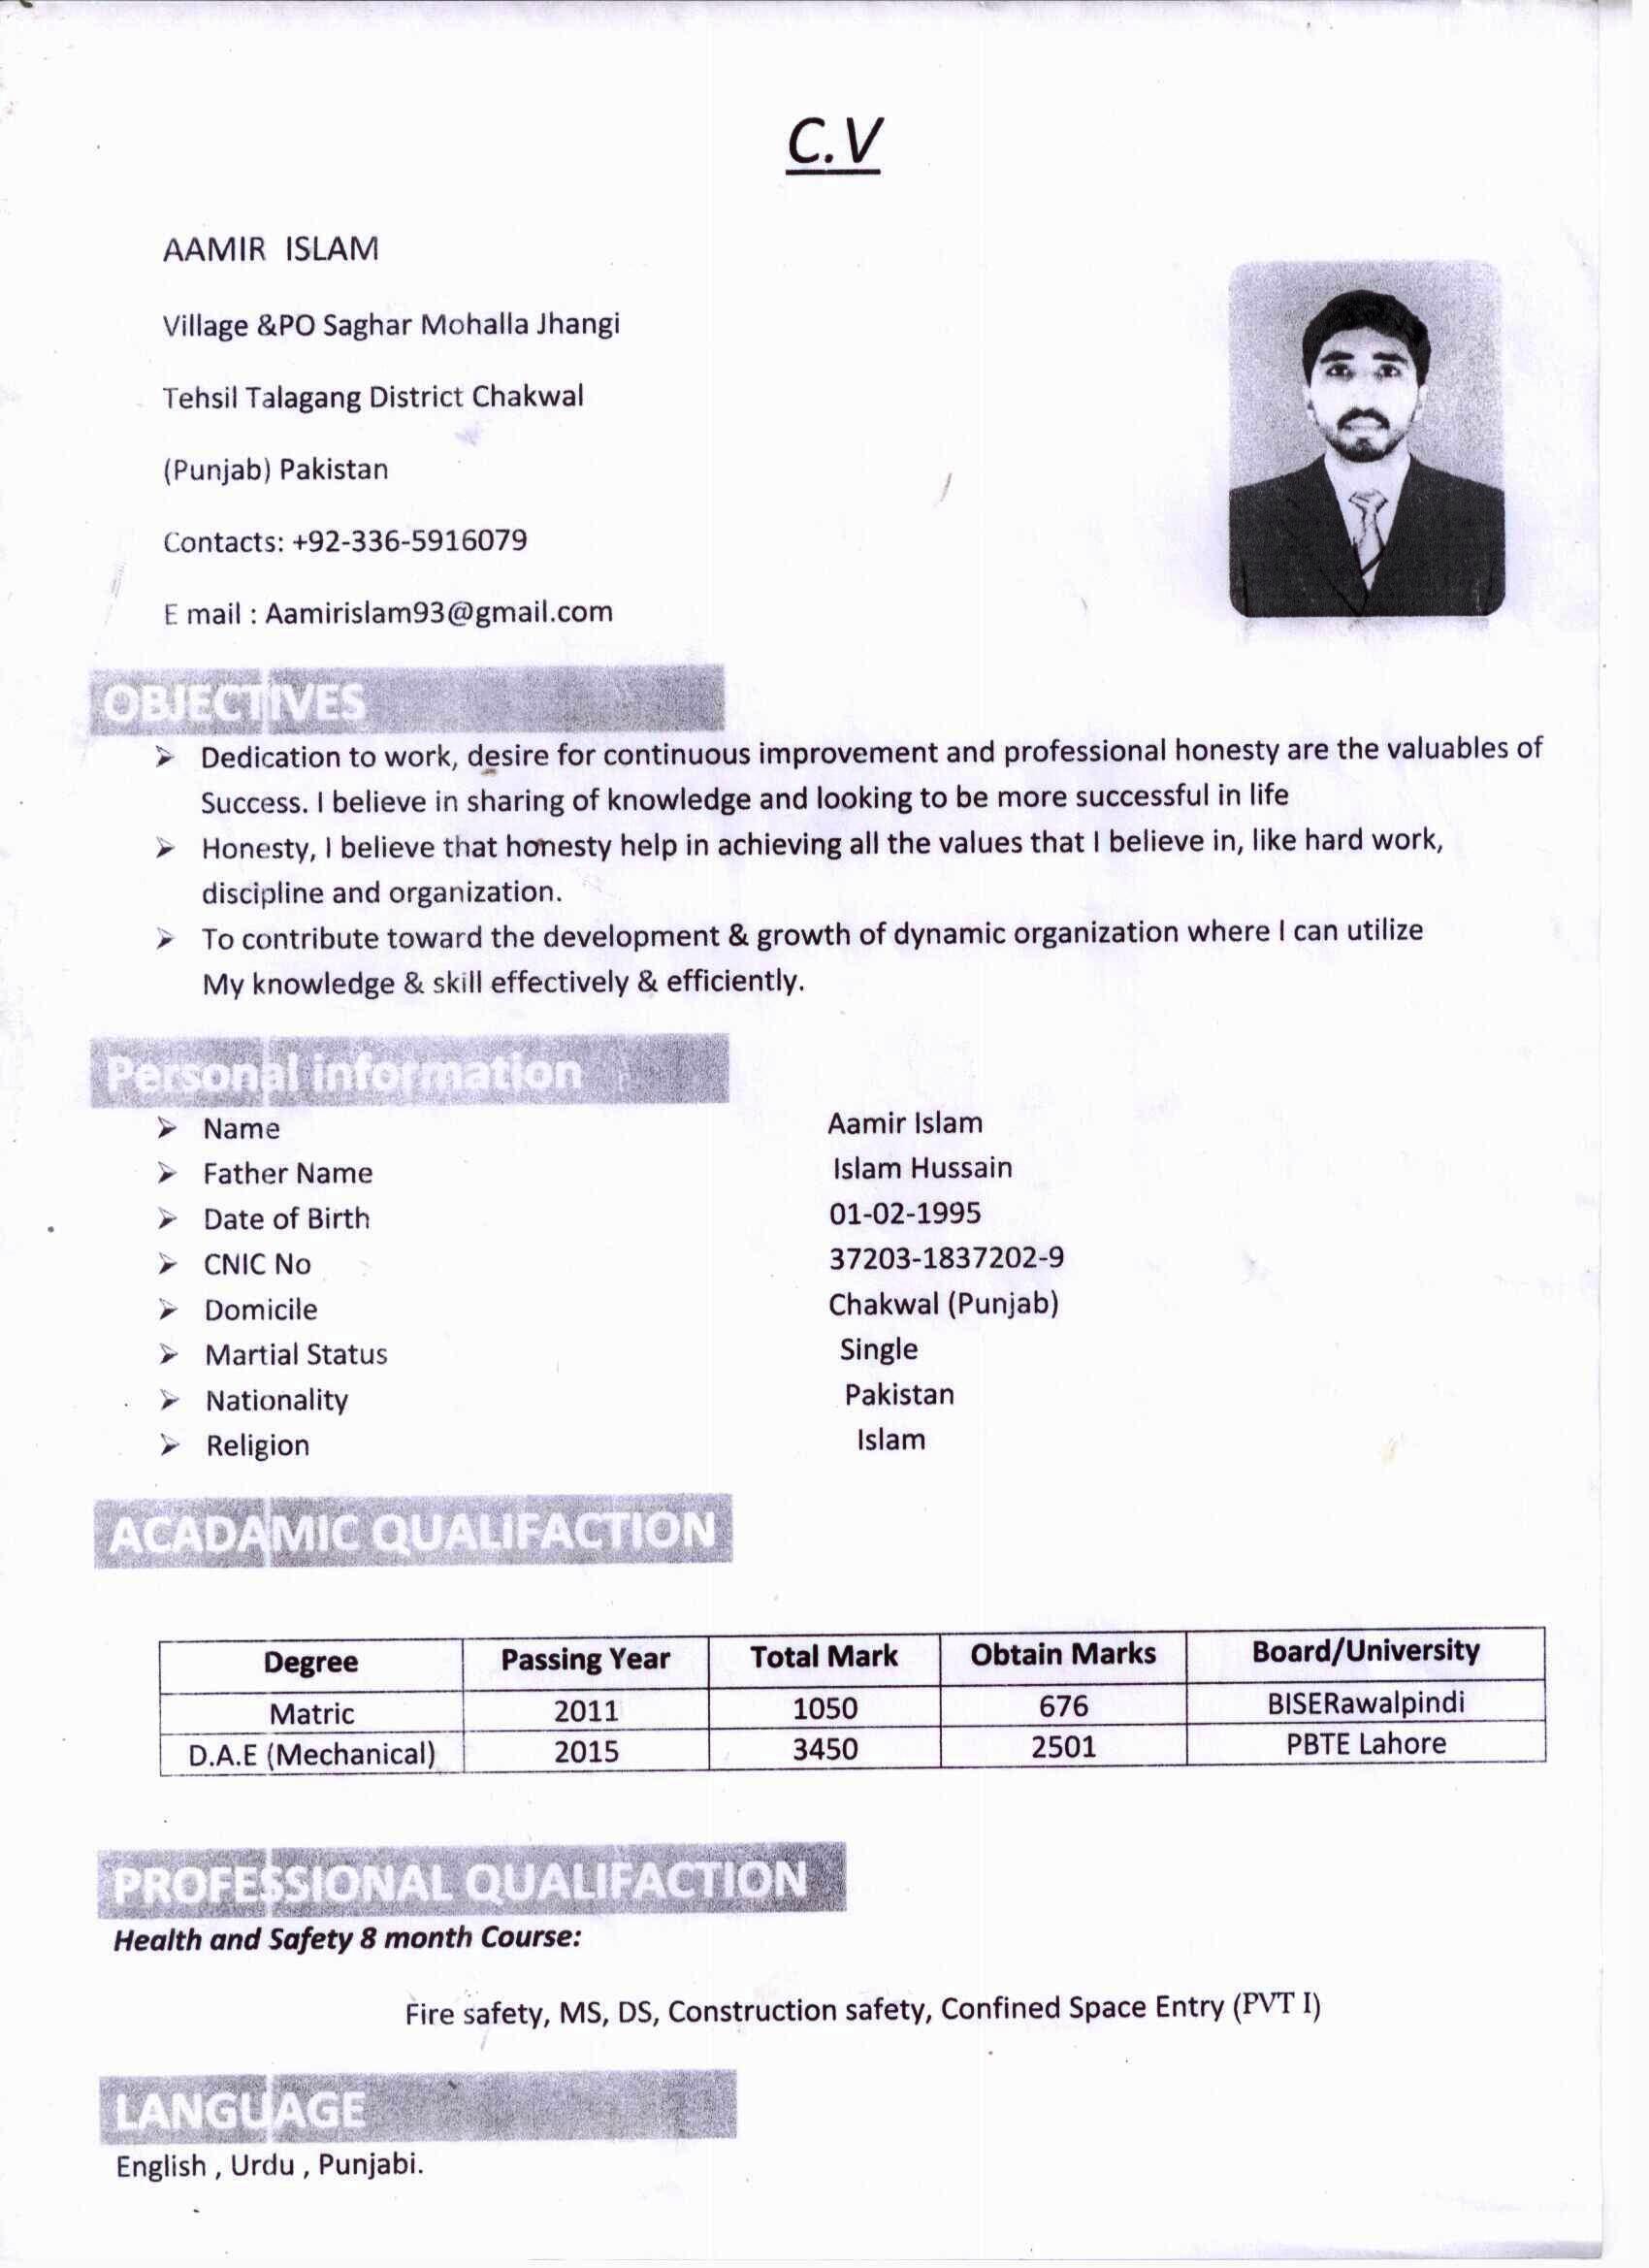 C.V
AAMIR ISLAM
Village &PO Saghar Mohalla Jhangi
Tehsil Talagang District Chakwal
(Punjab) Pakistan
Contacts: +92-336-5916079
E mail : Aamirislam93@gmail.com
OBJECTIVES
➢ Dedication to work, desire for continuous improvement and professional honesty are the valuables of
Success. I believe in sharing of knowledge and looking to be more successful in life
➢ Honesty, I believe that honesty help in achieving all the values that I believe in, like hard work,
discipline and organization.
➢ To contribute toward the development & growth of dynamic organization where I can utilize
My knowledge & skill effectively & efficiently.
Personal information
➢ Name Aamir Islam
➢ Father Name Islam Hussain
➢ Date of Birth 01-02-1995
➢ CNIC No 37203-1837202-9
➢ Domicile Chakwal (Punjab)
➢ Martial Status Single
➢ Nationality Pakistan
➢ Religion Islam
ACADAMIC QUALIFACTION
Degree Passing Year Total Mark Obtain Marks Board/University
Matric 2011 1050 676 BISERawalpindi
D.A.E (Mechanical) 2015 3450 2501 PBTE Lahore
PROFESSIONAL QUALIFACTION
Health and Safety 8 month Course:
Fire safety, MS, DS, Construction safety, Confined Space Entry (PVT I)
LANGUAGE
English , Urdu , Punjabi.